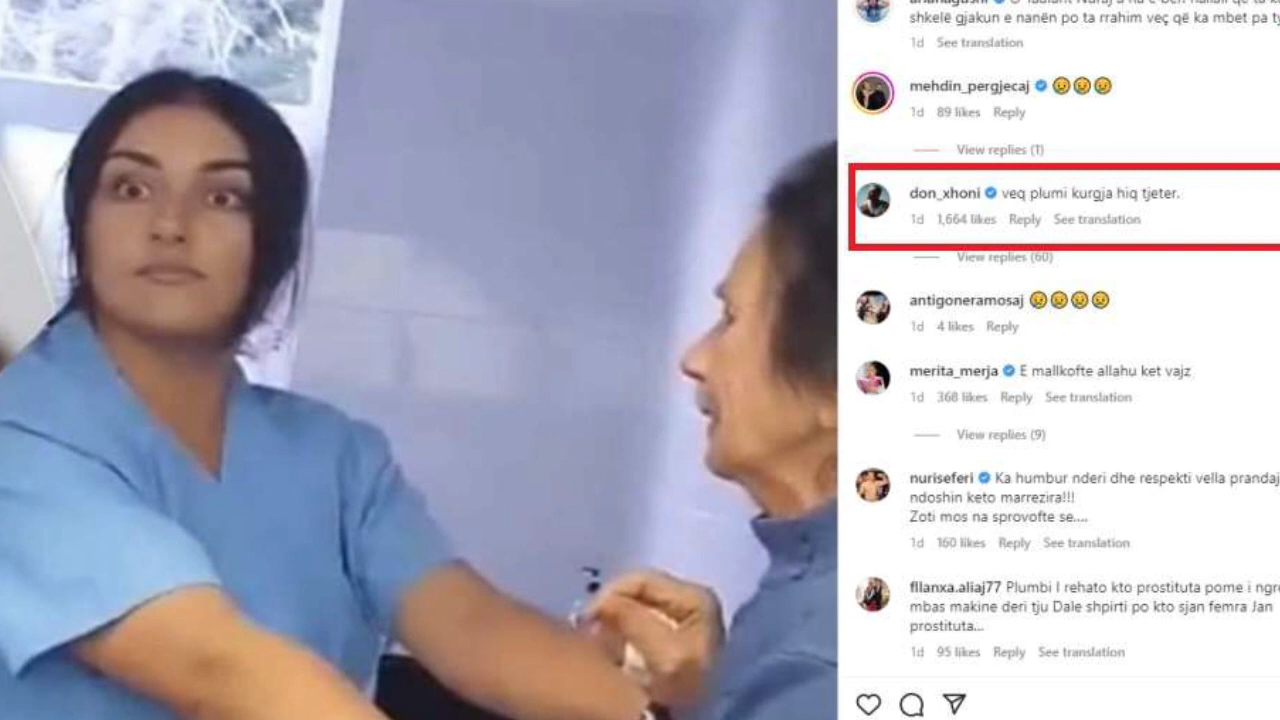 shkelë gjakun e nanën po ta rrahim veç që ka mbet pa
1d See translation
mehdin_pergjecaj
1d 89 likes Reply
View replies (1)
don_xhoni veq plumi kurgja hiq tjeter.
1d 1,664 likes Reply See translation
View replies (60)
antigoneramosaj
1d 4 likes Reply
merita_merja E mallkofte allahu ket vajz
1d 368 likes Reply See translation
View replies (9)
nuriseferi Ka humbur nderi dhe respekti vella prandaj
ndoshin keto marrezira!!!
Zoti mos na sprovofte se....
1d 160 likes Reply See translation
fllanxa.aliaj77 Plumbi I rehato kto prostituta pome i ngre
mbas makine deri tju Dale shpirti po kto sjan femra Jan
prostituta...
1d 95 likes Reply See translation